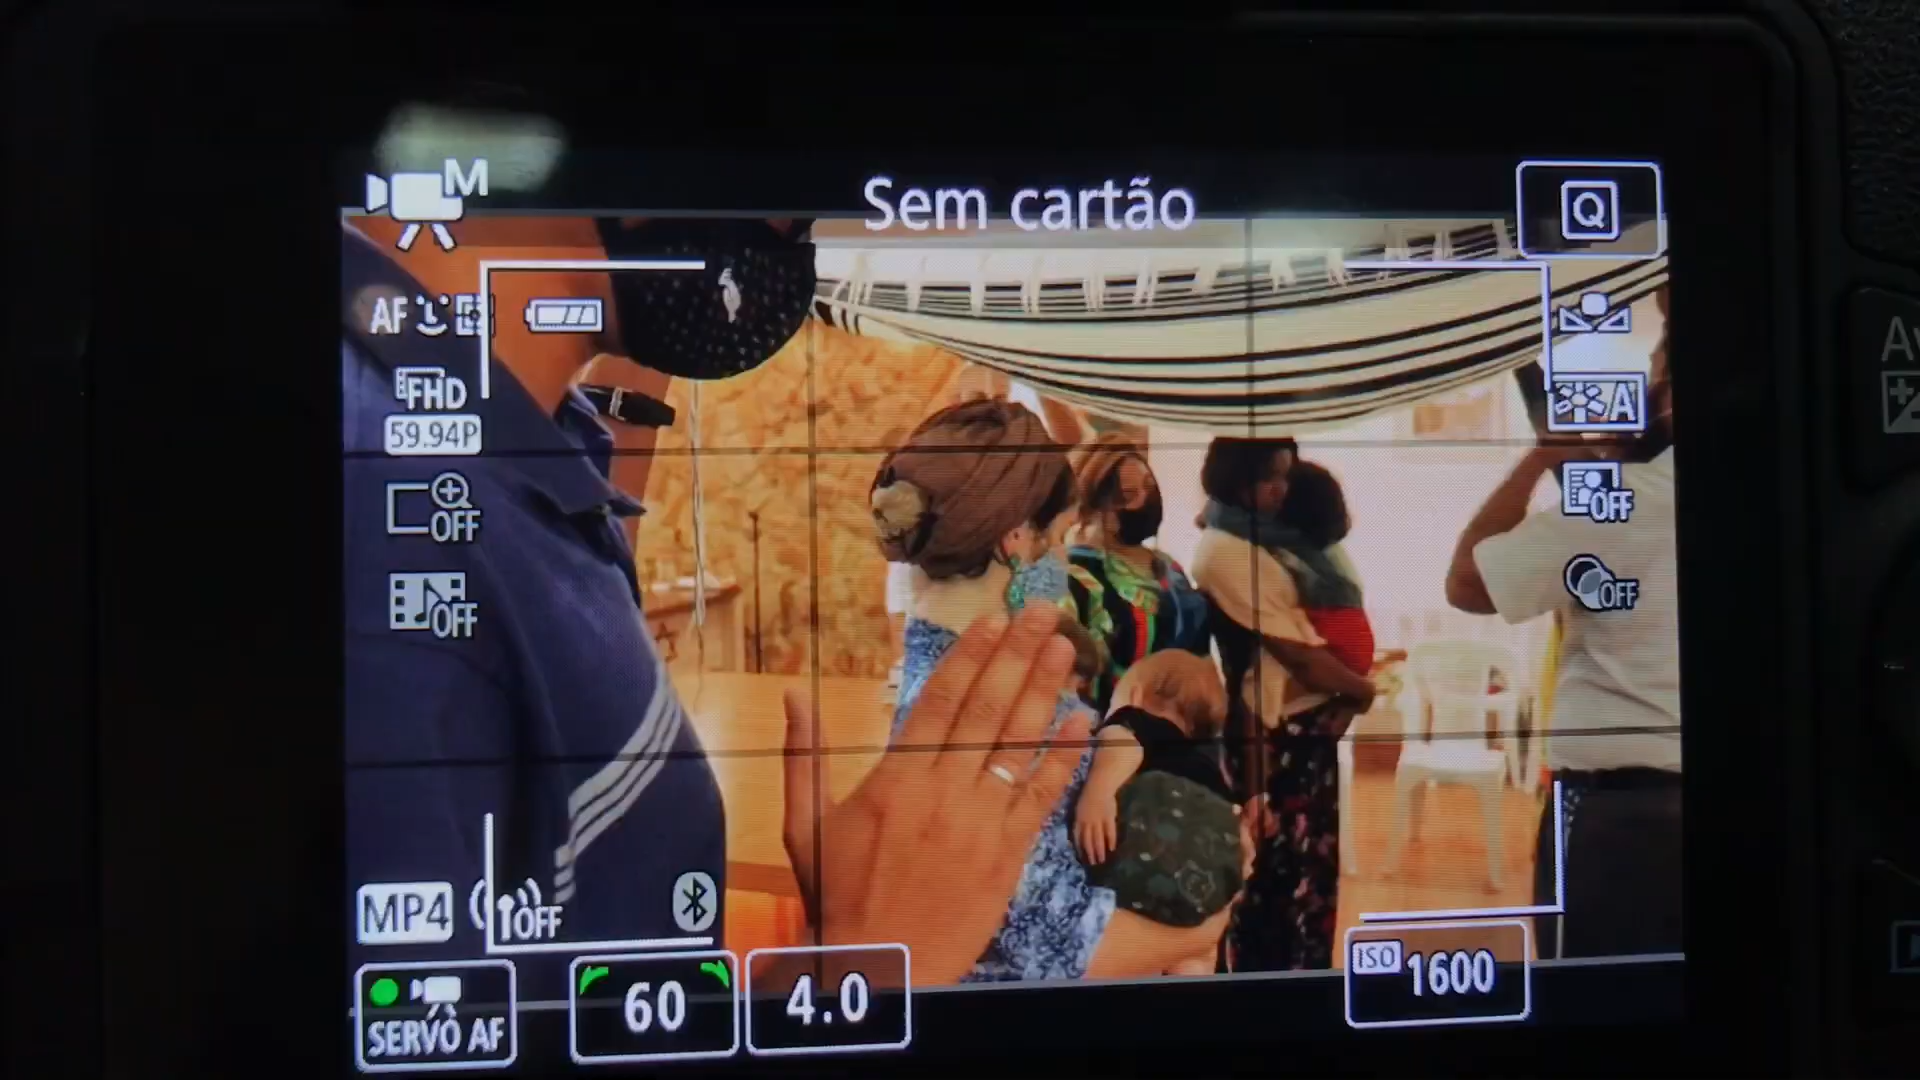 M
Sem cartão
Q
AF
FHD
59.94P
A
OFF
OFF
OFF
OFF
MP4
OFF
SERVO AF
60
4.0
ISO 1600